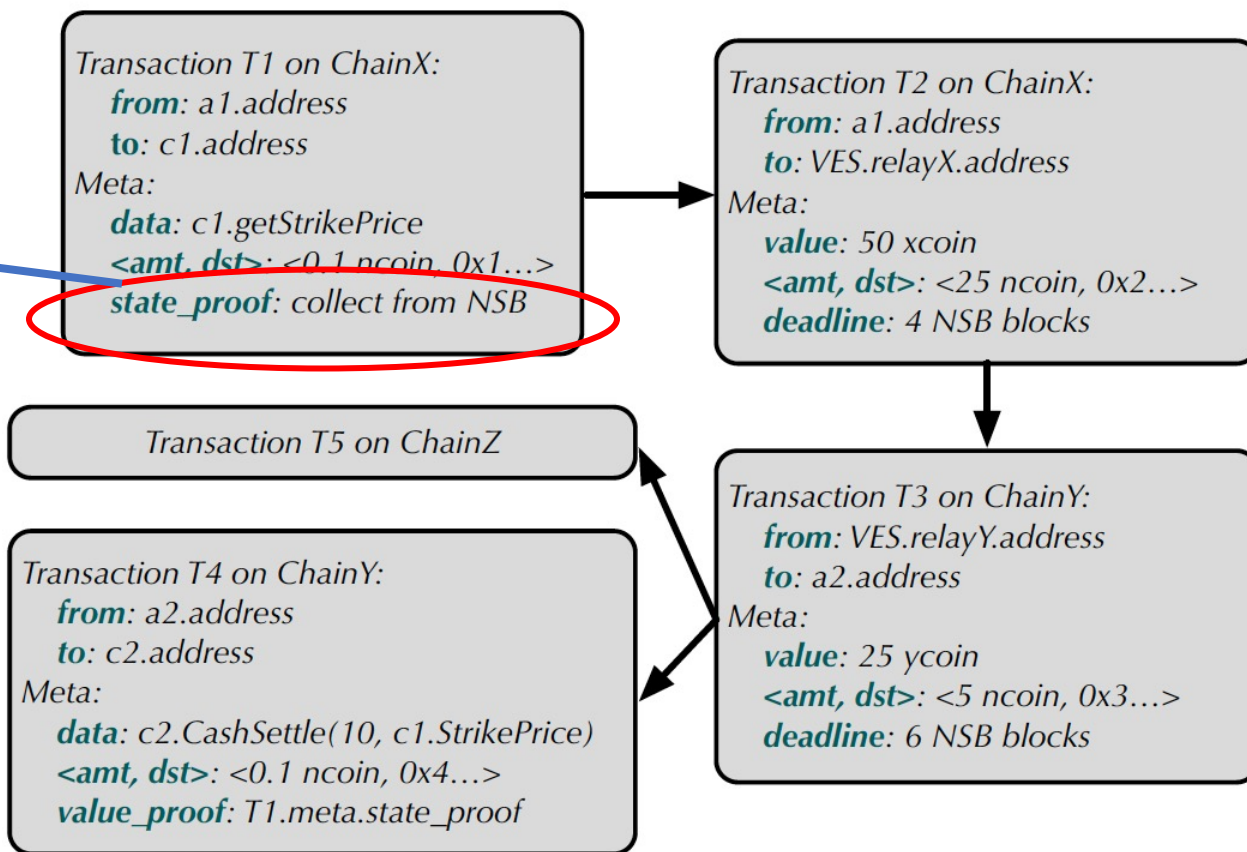 Transaction T1 on ChainX:
from: a1.address
to: c1.address
Meta:
data: c1.getStrikePrice
<amt, dst>: <0.1 ncoin, 0x1...>
state_proof: collect from NSB
Transaction T2 on ChainX:
from: a1.address
to: VES.relayX.address
Meta:
value: 50 xcoin
<amt, dst>: <25 ncoin, 0x2...>
deadline: 4 NSB blocks
Transaction T3 on ChainY:
from: VES.relayY.address
to: a2.address
Meta:
value: 25 ycoin
<amt, dst>: <5 ncoin, 0x3...>
deadline: 6 NSB blocks
Transaction T5 on ChainZ
Transaction T4 on ChainY:
from: a2.address
to: c2.address
Meta:
data: c2.CashSettle(10, c1.StrikePrice)
<amt, dst>: <0.1 ncoin, 0x4...>
value_proof: T1.meta.state_proof